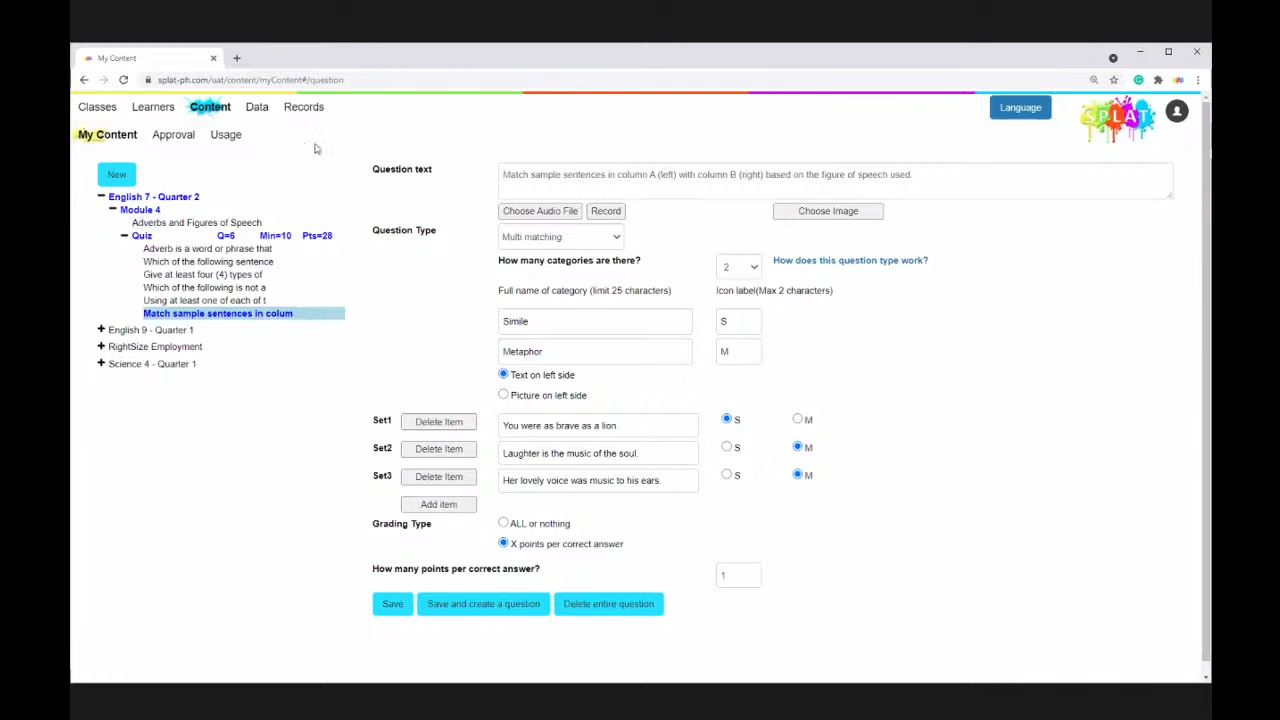 My Content
splat-ph.com/uat/content/myContent#/question
Classes Learners Content Data Records Language SPLAT
My Content Approval Usage
New
English 7 - Quarter 2
Module 4
Adverbs and Figures of Speech
Quiz Q=6 Min=10 Pts=28
Adverb is a word or phrase that
Which of the following sentence
Give at least four (4) types of
Which of the following is not a
Using at least one of each of t
Match sample sentences in colum
English 9 - Quarter 1
RightSize Employment
Science 4 - Quarter 1
Question text Match sample sentences in column A (left) with column B (right) based on the figure of speech used.
Choose Audio File Record Choose Image
Question Type Multi matching
How many categories are there? 2 How does this question type work?
Full name of category (limit 25 characters) Icon label(Max 2 characters)
Simile S
Metaphor M
Text on left side
Picture on left side
Set1 Delete Item You were as brave as a lion. S M
Set2 Delete Item Laughter is the music of the soul. S M
Set3 Delete Item Her lovely voice was music to his ears. S M
Add item
Grading Type ALL or nothing
X points per correct answer
How many points per correct answer? 1
Save Save and create a question Delete entire question